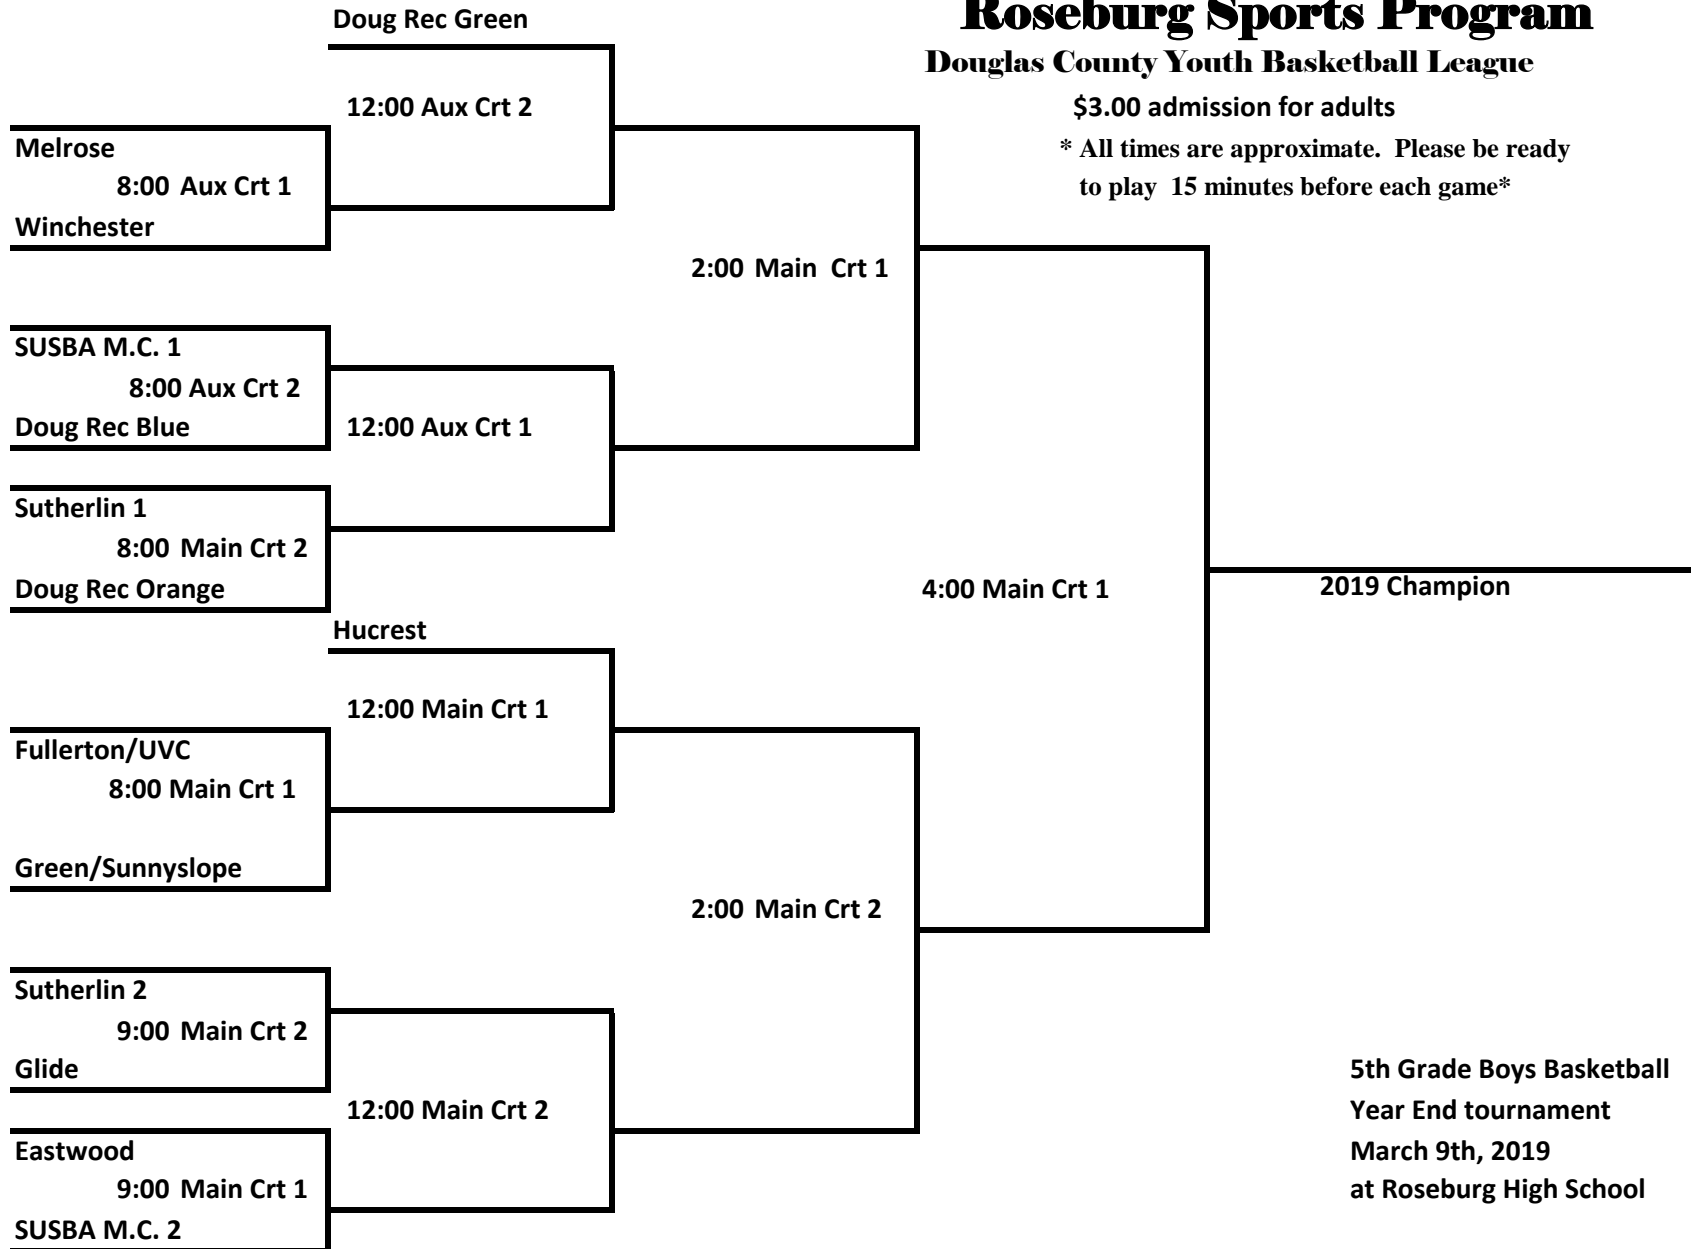 Roseburg Sports Program
Douglas County Youth Basketball League
$3.00 admission for adults
* All times are approximate.  Please be ready
to play  15 minutes before each game*
Doug Rec Green
12:00 Aux Crt 2
Melrose
8:00 Aux Crt 1
Winchester
2:00 Main Crt 1
SUSBA M.C. 1
8:00 Aux Crt 2
Doug Rec Blue
12:00 Aux Crt 1
Sutherlin 1
8:00 Main Crt 2
Doug Rec Orange
4:00 Main Crt 1
2019 Champion
Hucrest
12:00 Main Crt 1
Fullerton/UVC
8:00 Main Crt 1
Green/Sunnyslope
2:00 Main Crt 2
Sutherlin 2
9:00 Main Crt 2
Glide
12:00 Main Crt 2
Eastwood
9:00 Main Crt 1
SUSBA M.C. 2
5th Grade Boys Basketball
Year End tournament
March 9th, 2019
at Roseburg High School